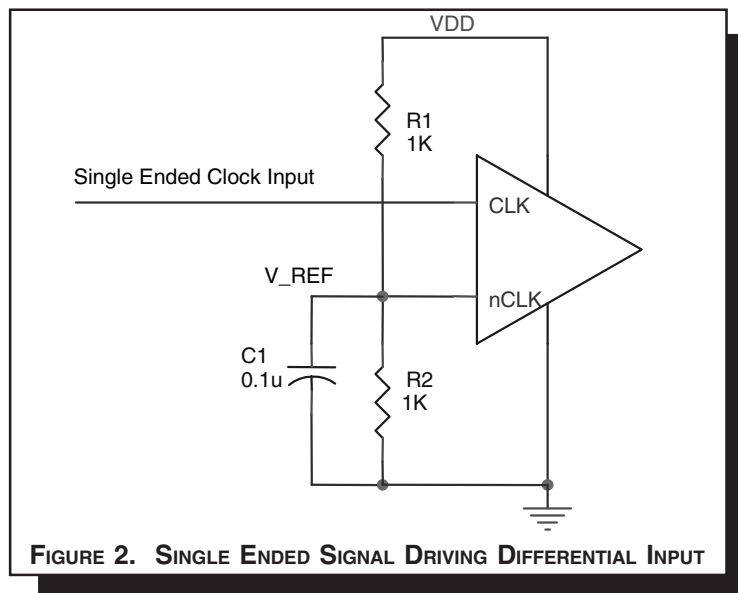 VDD
R1
1K
Single Ended Clock Input
CLK
V_REF
nCLK
C1
0.1u
R2
1K
FIGURE 2. SINGLE ENDED SIGNAL DRIVING DIFFERENTIAL INPUT